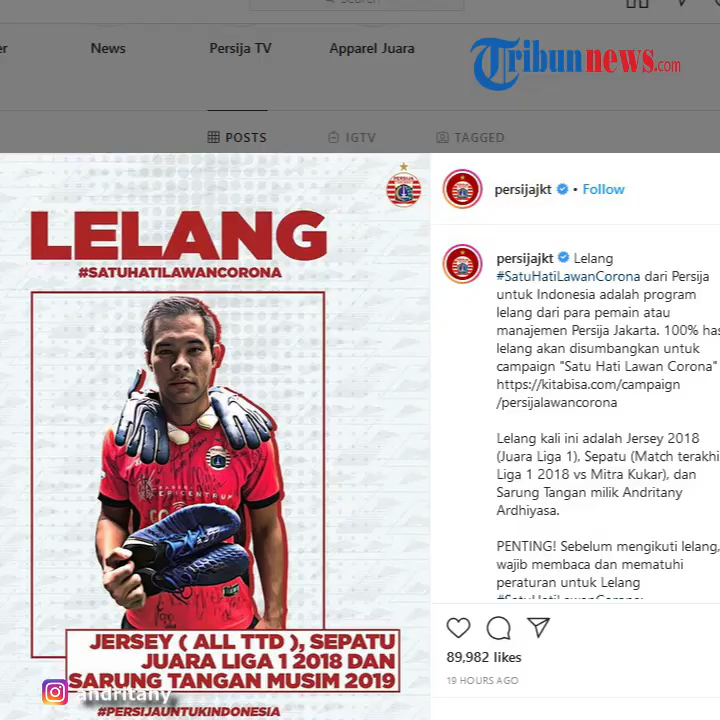 Search
er
News
Persija TV
Apparel Juara
Tribunnews.com
POSTS
IGTV
TAGGED
PERSIJA
LELANG
#SATUHATILAWANCORONA
JERSEY ( ALL TTD ), SEPATU
JUARA LIGA 1 2018 DAN
SARUNG TANGAN MUSIM 2019
#PERSIJAUNTUKINDONESIA
andritany
persijajkt • Follow
persijajkt Lelang
#SatuHatiLawanCorona dari Persija
untuk Indonesia adalah program
lelang dari para pemain atau
manajemen Persija Jakarta. 100% has
lelang akan disumbangkan untuk
campaign "Satu Hati Lawan Corona"
https://kitabisa.com/campaign
/persijalawancorona
Lelang kali ini adalah Jersey 2018
(Juara Liga 1), Sepatu (Match terakhi
Liga 1 2018 vs Mitra Kukar), dan
Sarung Tangan milik Andritany
Ardhiyasa.
PENTING! Sebelum mengikuti lelang,
wajib membaca dan mematuhi
peraturan untuk Lelang
#SatuHatiLawanCorona:
89,982 likes
19 HOURS AGO